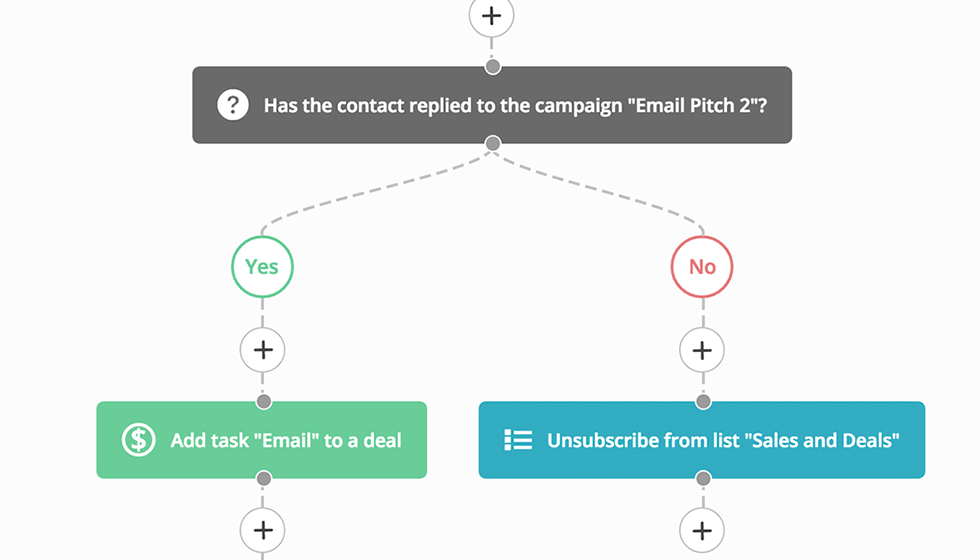 Has the contact replied to the campaign "Email Pitch 2"?
Yes
No
Add task "Email" to a deal
Unsubscribe from list "Sales and Deals"